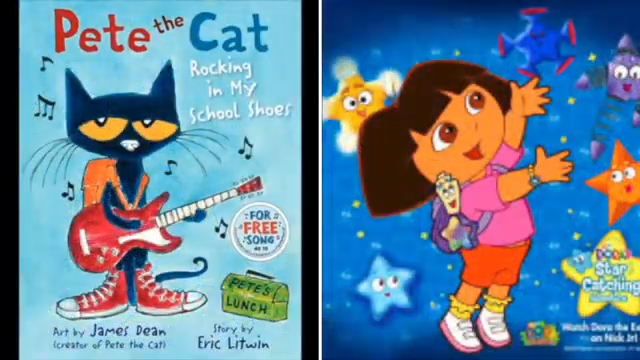 Pete the Cat
Rocking
in My
School Shoes
FOR
FREE
SONG
PETE'S
LUNCH
Art by James Dean
(creator of Pete the Cat)
Story by
Eric Litwin
DORA'S
Star
Catching
Watch Dora the
on Nick Jr!